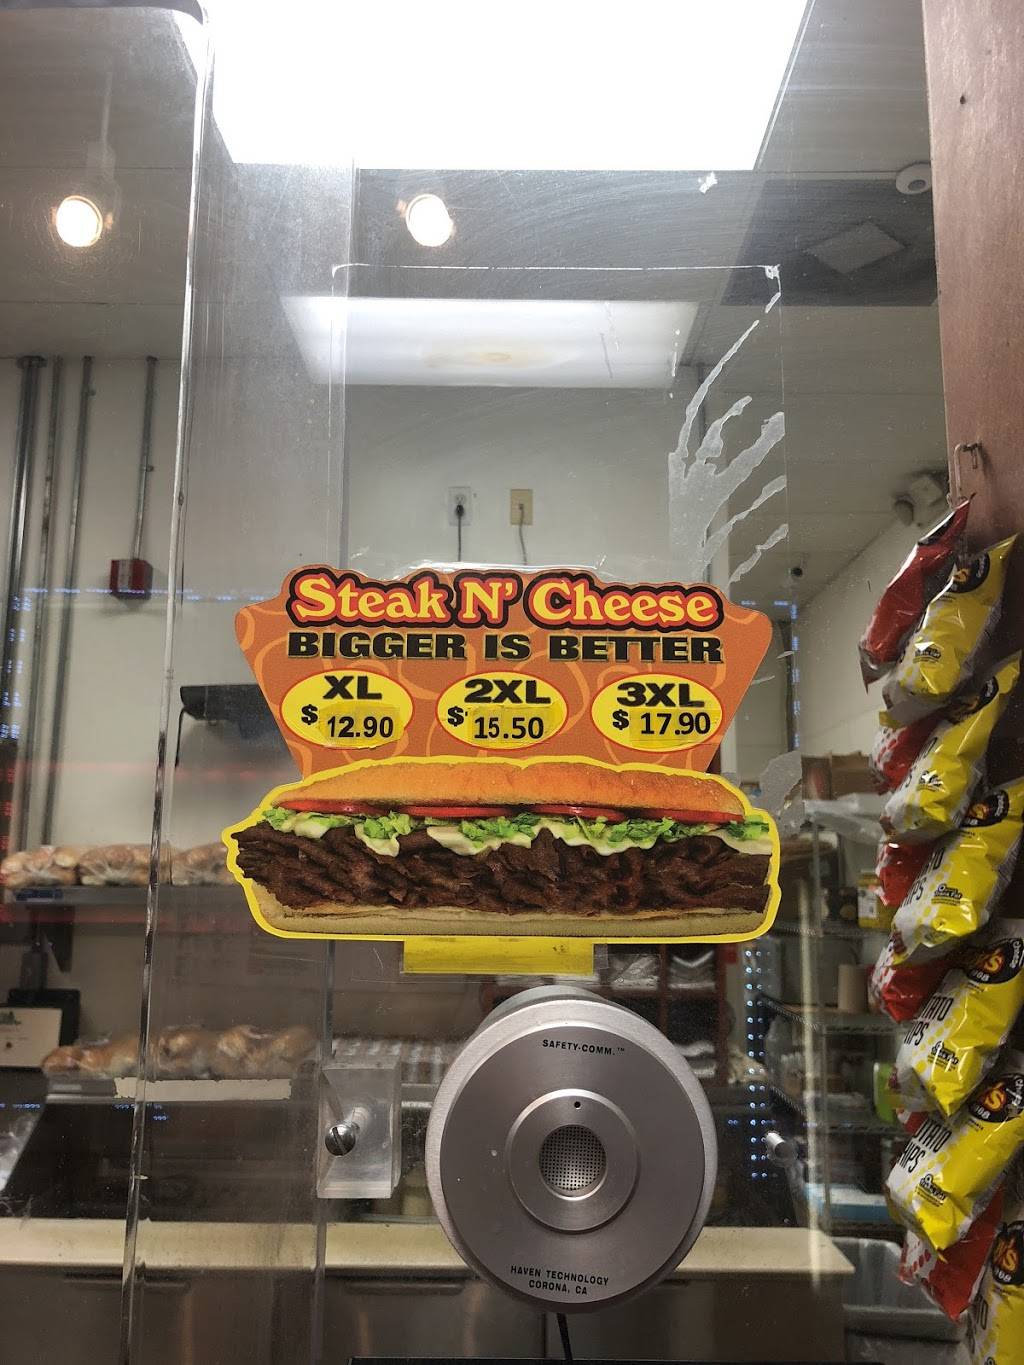 Steak N' Cheese
BIGGER IS BETTER
XL
$ 12.90
2XL
$ 15.50
3XL
$ 17.90
SAFETY-COMM.™
HAVEN TECHNOLOGY
CORONA, CA